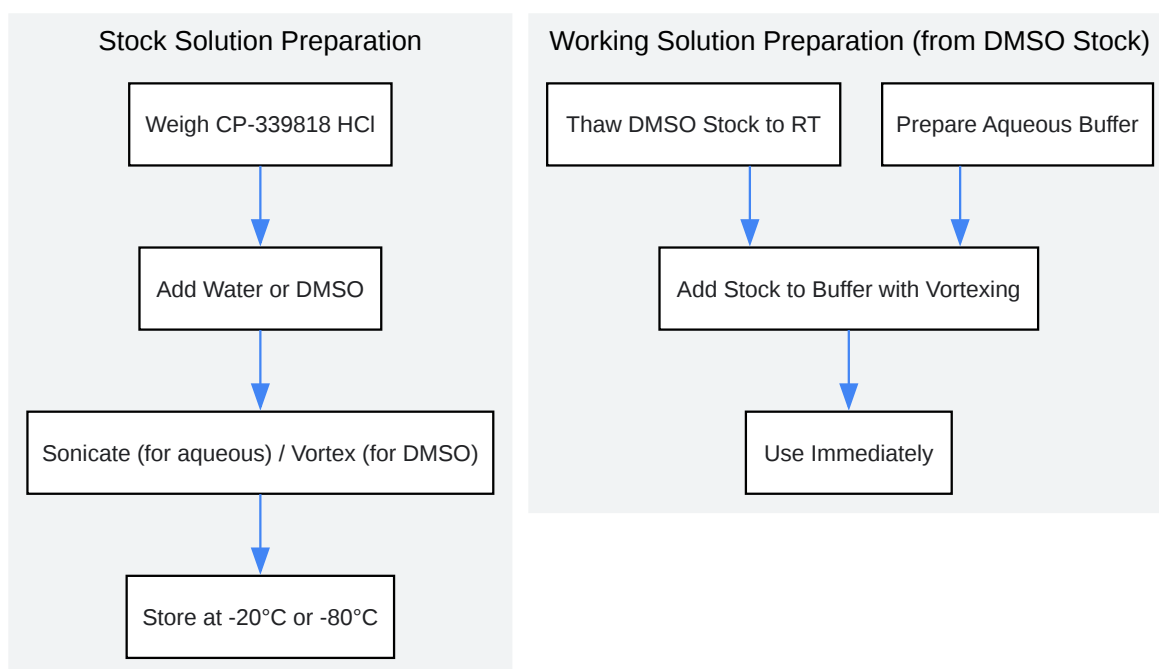 Stock Solution Preparation
Weigh CP-339818 HCl
Add Water or DMSO
Sonicate (for aqueous) / Vortex (for DMSO)
Store at -20°C or -80°C
Working Solution Preparation (from DMSO Stock)
Thaw DMSO Stock to RT
Prepare Aqueous Buffer
Add Stock to Buffer with Vortexing
Use Immediately